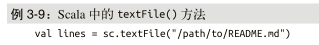 例 3-9：Scala 中的 textFile() 方法
val lines = sc.textFile("/path/to/README.md")